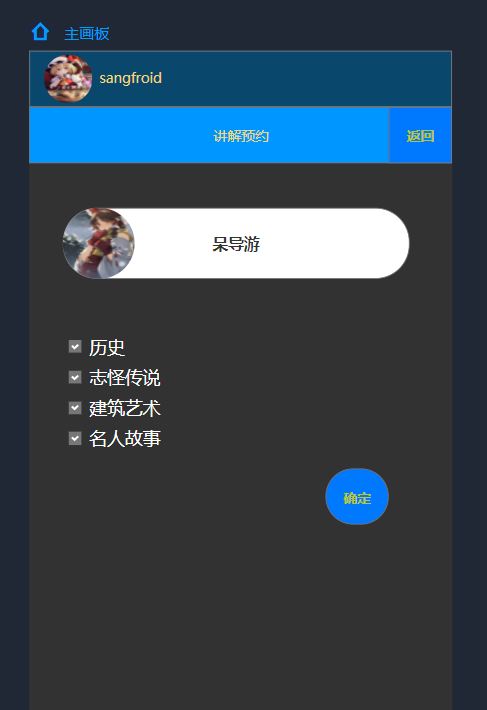 主画板
sangfroid
讲解预约
返回
呆导游
历史
志怪传说
建筑艺术
名人故事
确定